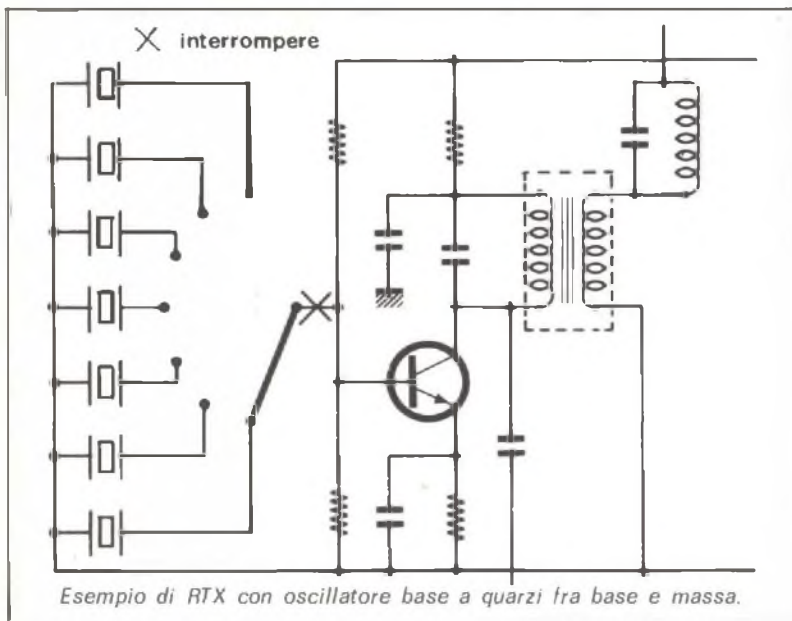 interrompere
Esempio di RTX con oscillatore base a quarzi fra base e massa.